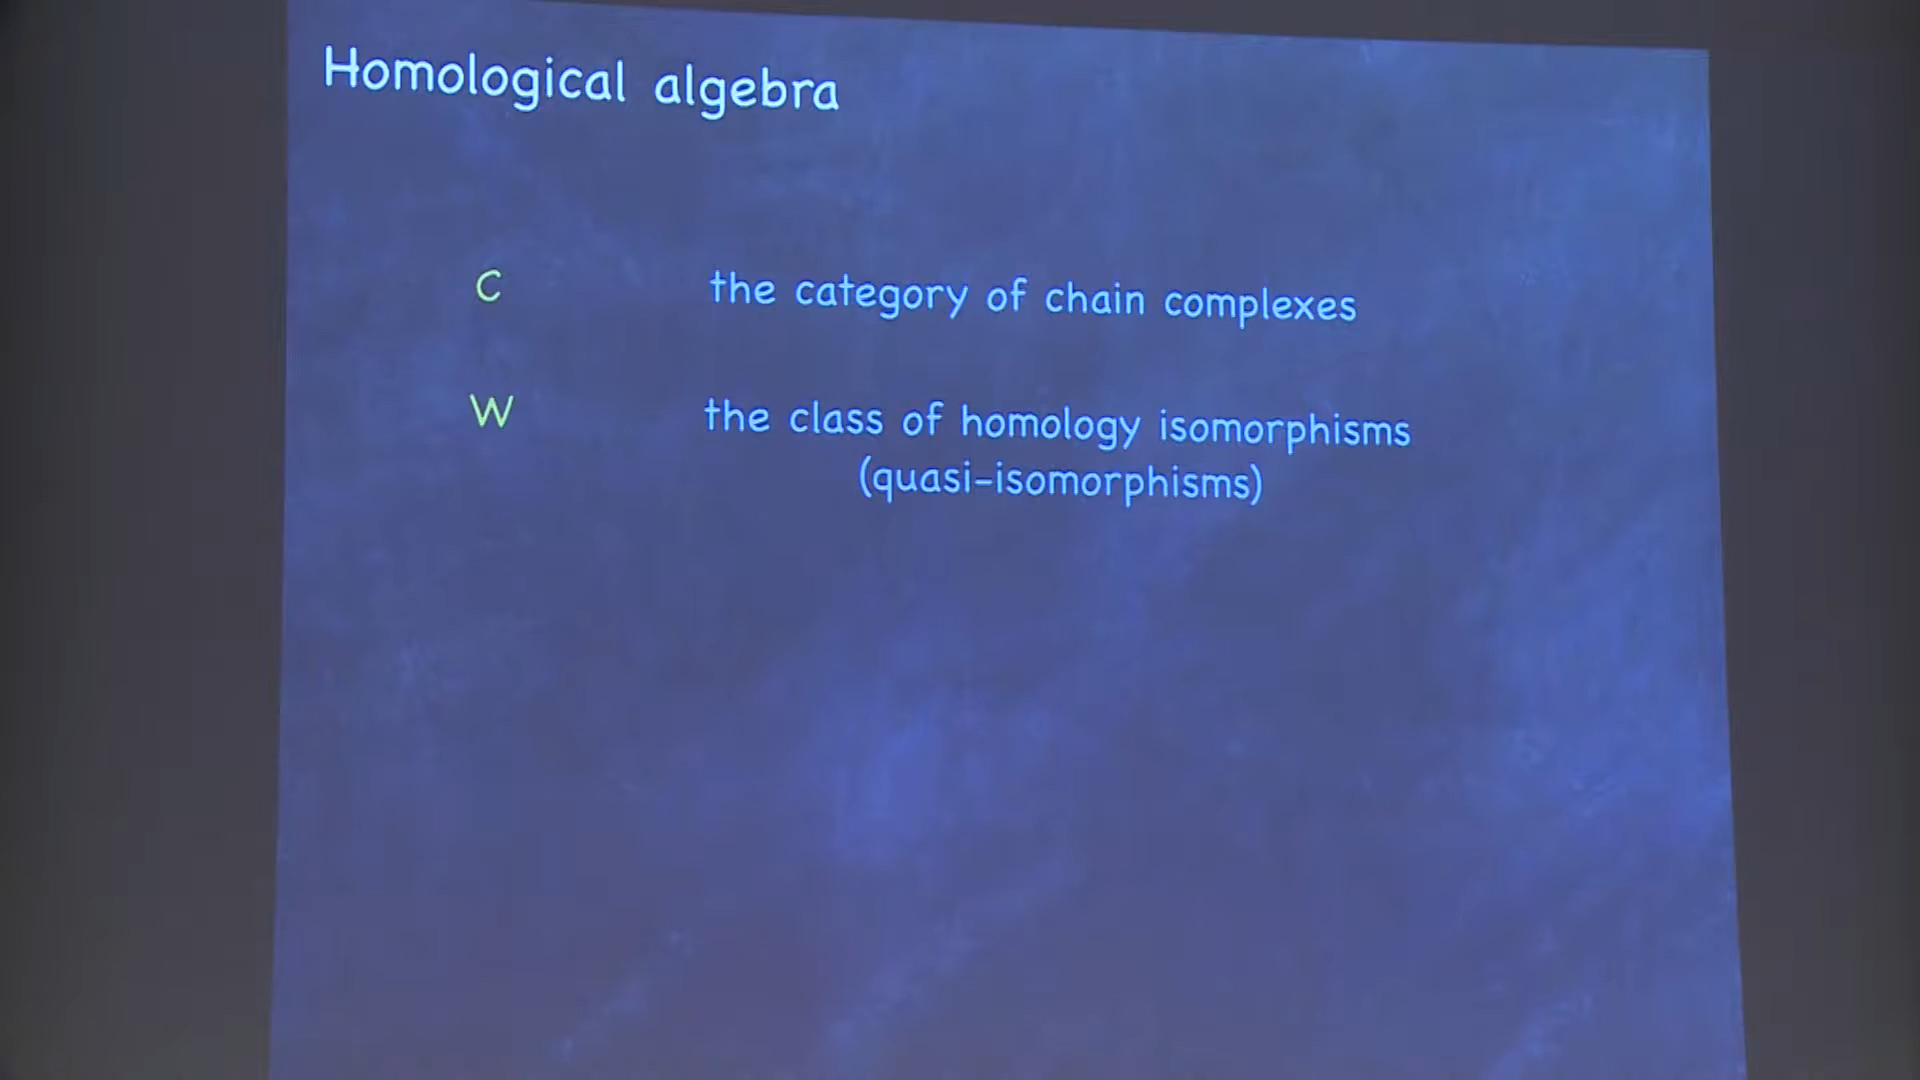 Homological algebra
C the category of chain complexes
W the class of homology isomorphisms
(quasi-isomorphisms)